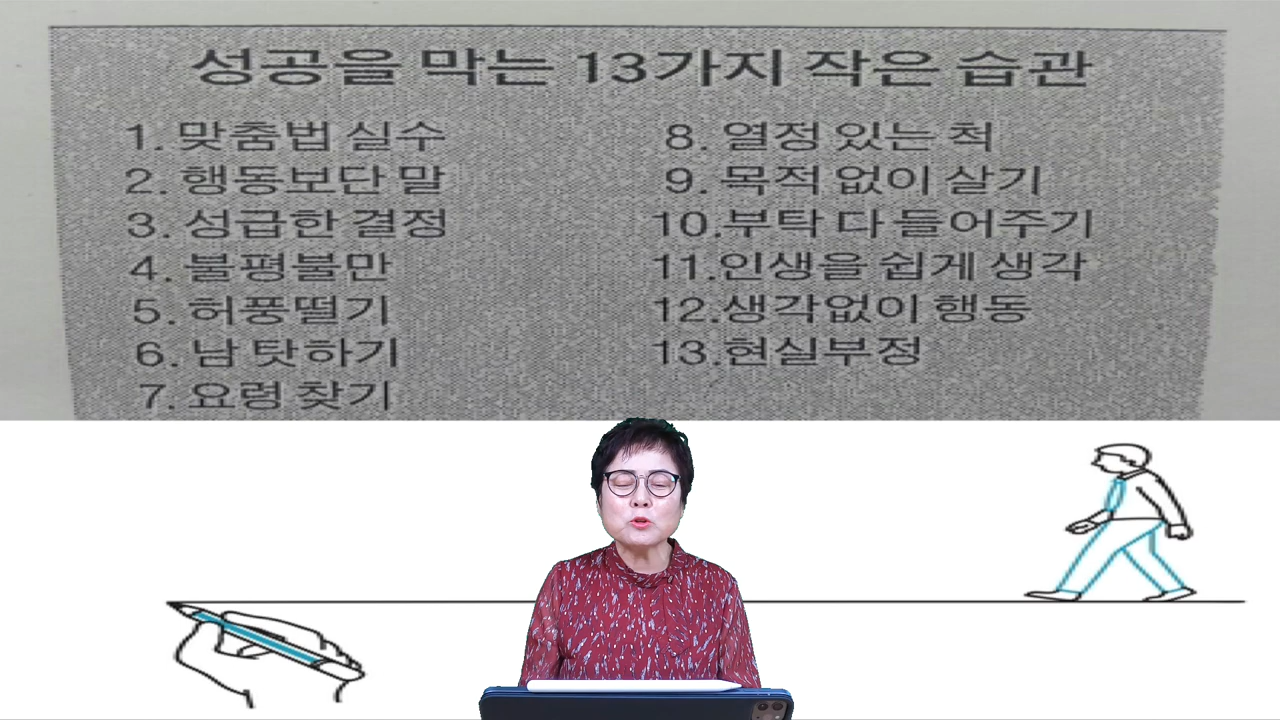 성공을 막는 13가지 작은 습관
1. 맞춤법 실수
2. 행동보단 말
3. 성급한 결정
4. 불평불만
5. 허풍떨기
6. 남 탓하기
7. 요령 찾기
8. 열정 있는 척
9. 목적 없이 살기
10.부탁 다 들어주기
11.인생을 쉽게 생각
12.생각없이 행동
13.현실부정